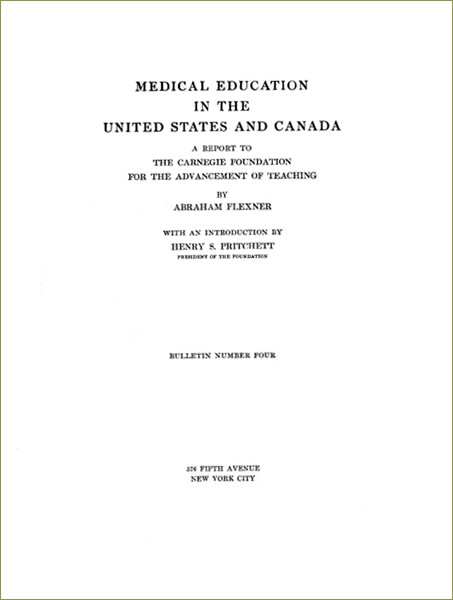 MEDICAL EDUCATION
IN THE
UNITED STATES AND CANADA
A REPORT TO
THE CARNEGIE FOUNDATION
FOR THE ADVANCEMENT OF TEACHING
BY
ABRAHAM FLEXNER
WITH AN INTRODUCTION BY
HENRY S. PRITCHETT
PRESIDENT OF THE FOUNDATION
BULLETIN NUMBER FOUR
576 FIFTH AVENUE
NEW YORK CITY